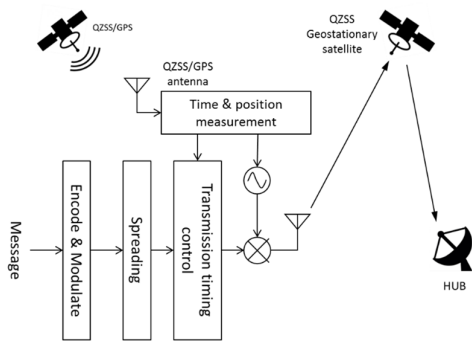 QZSS/GPS
QZSS
Geostationary
satellite
QZSS/GPS
antenna
Time & position
measurement
Message
Encode & Modulate
Spreading
Transmission timing
control
HUB